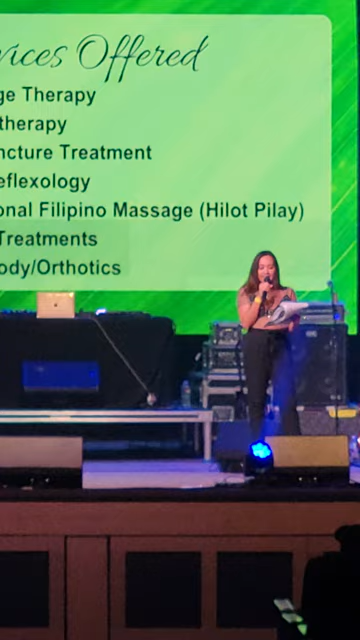 vices Offered
ge Therapy
therapy
ncture Treatment
eflexology
onal Filipino Massage (Hilot Pilay)
Treatments
ody/Orthotics